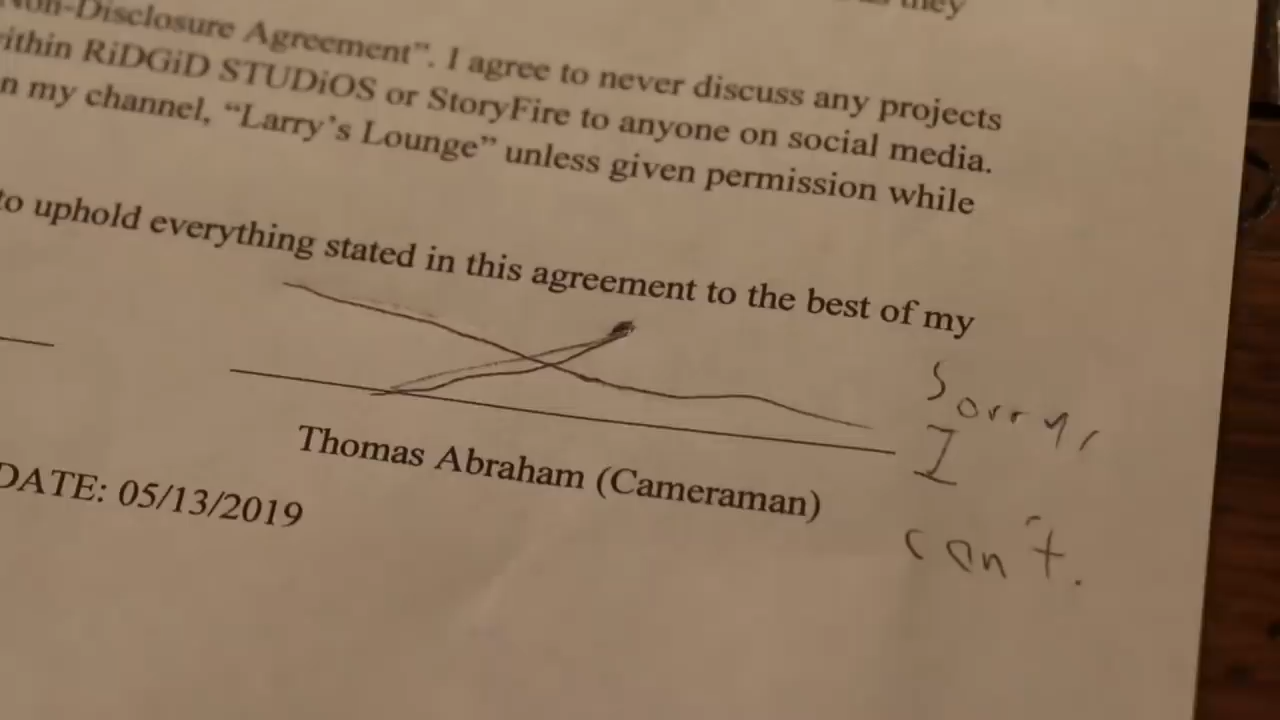 they
Non-Disclosure Agreement”. I agree to never discuss any projects
within RiDGiD STUDiOS or StoryFire to anyone on social media.
n my channel, “Larry’s Lounge” unless given permission while
to uphold everything stated in this agreement to the best of my
Sorry,
I
can't.
Thomas Abraham (Cameraman)
DATE: 05/13/2019